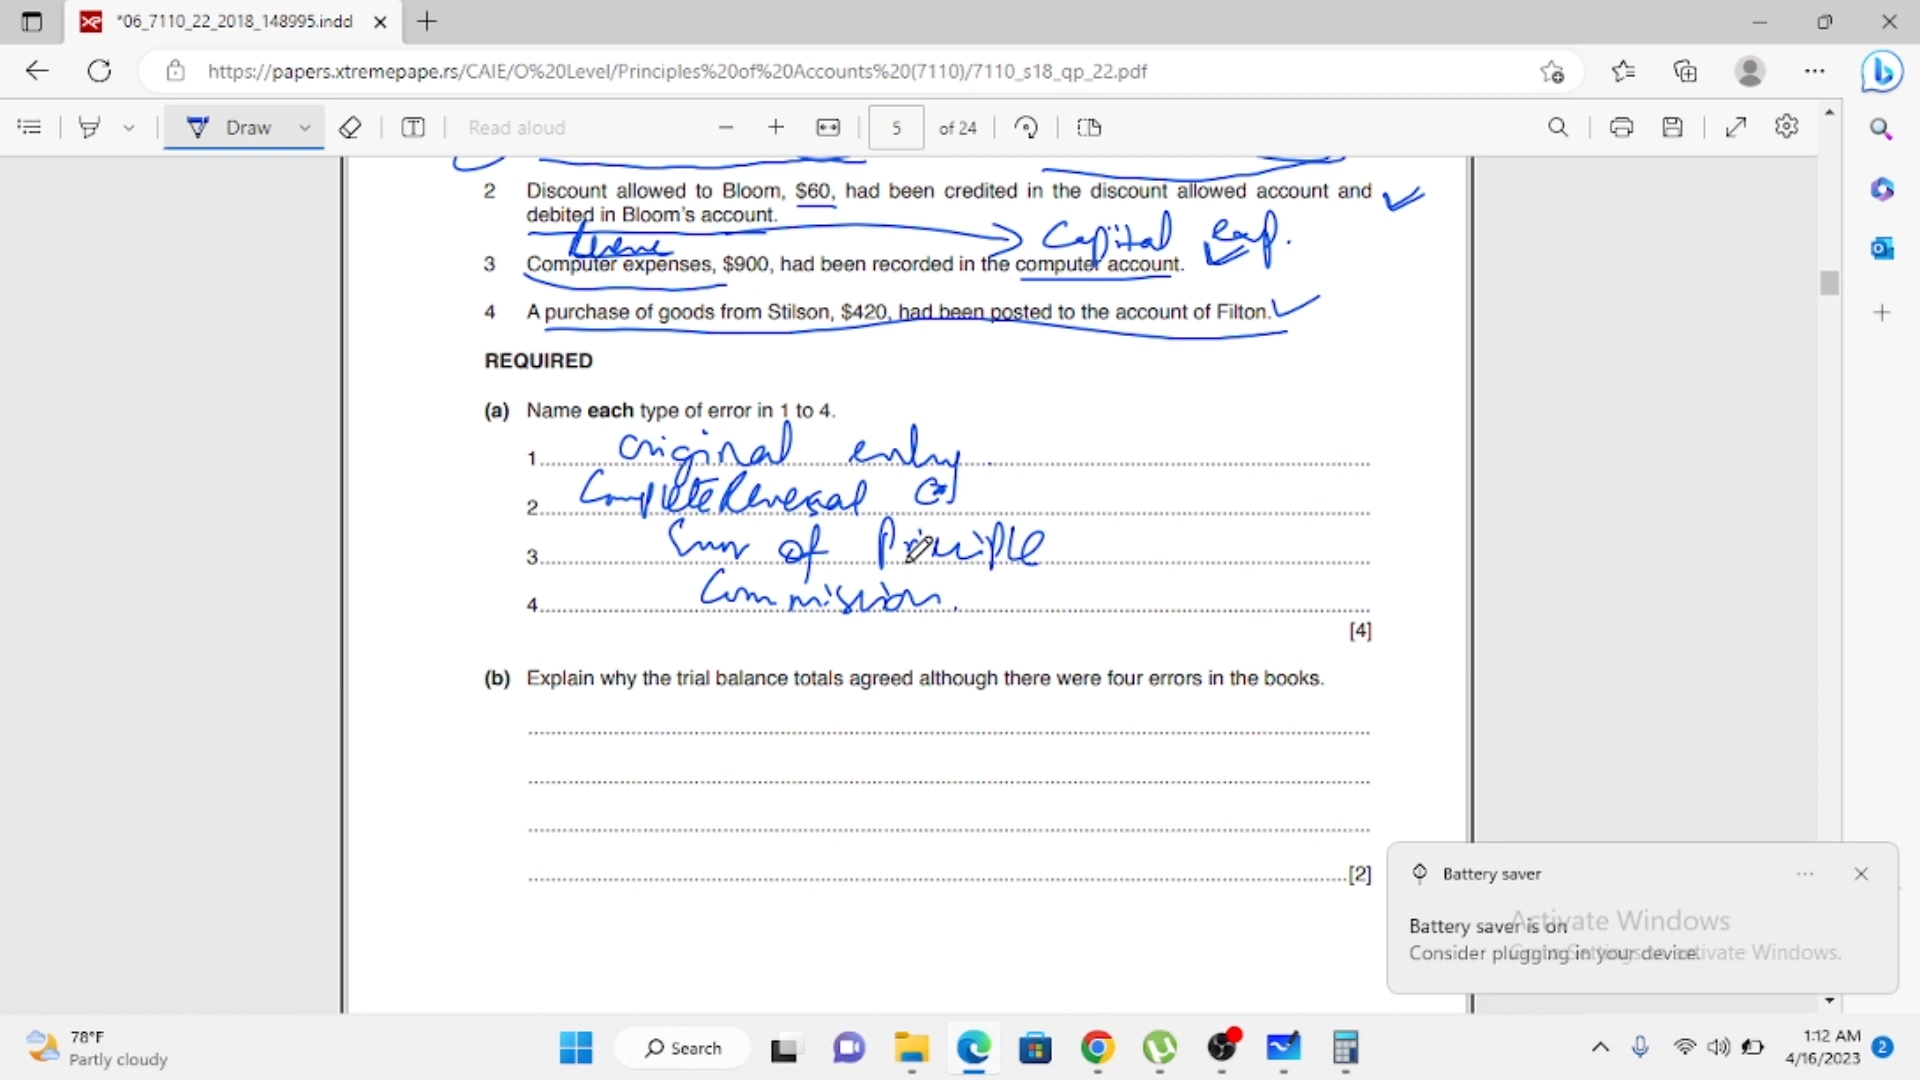 *06_7110_22_2018_148995.indd
https://papers.xtremepape.rs/CAIE/O%20Level/Principles%20of%20Accounts%20(7110)/7110_s18_qp_22.pdf
Draw
Read aloud
5 of 24
2 Discount allowed to Bloom, $60, had been credited in the discount allowed account and
debited in Bloom's account.
Capital exp.
3 Computer expenses, $900, had been recorded in the computer account.
4 A purchase of goods from Stilson, $420, had been posted to the account of Filton.
REQUIRED
(a) Name each type of error in 1 to 4.
1 original entry.
2 Complete Reversal
3 Error of Principle
4 Commission.
[4]
(b) Explain why the trial balance totals agreed although there were four errors in the books.
[2]
Battery saver
Battery saver is on
Consider plugging in your device.
Activate Windows
Go to Settings to activate Windows.
78°F
Partly cloudy
Search
1:12 AM
4/16/2023
2